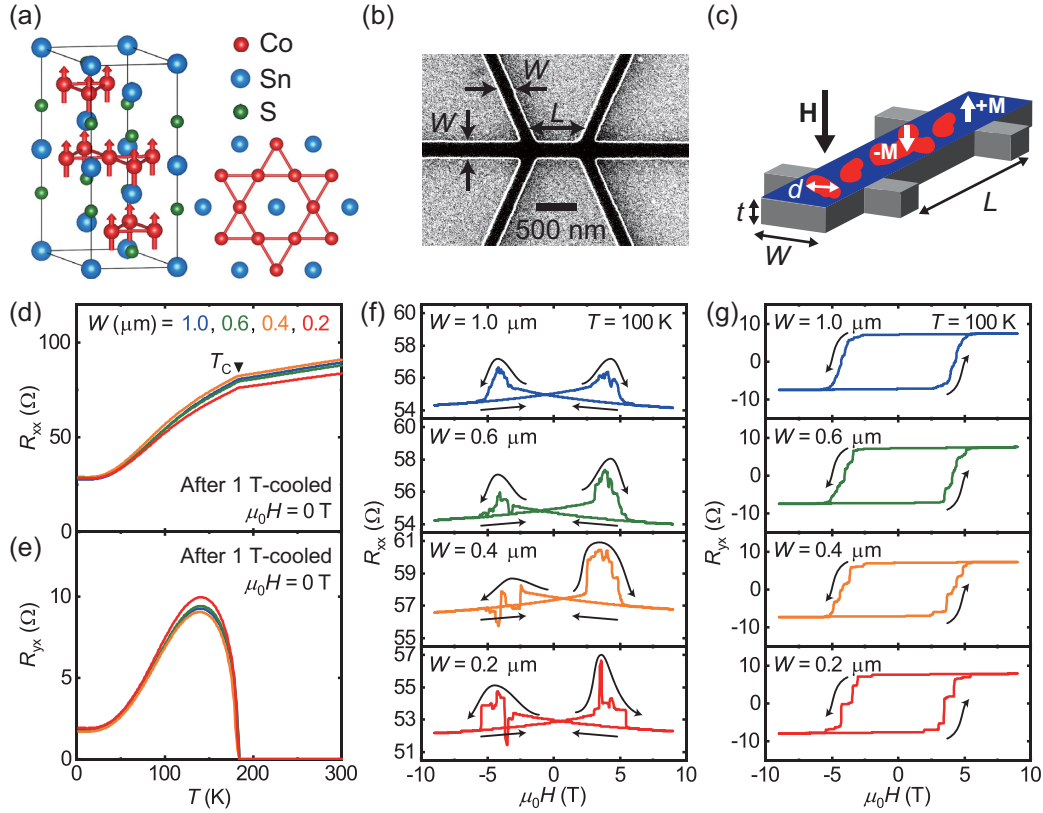 (a)
Co
Sn
S
(b)
W
L
W
500 nm
(c)
H
+M
-M
d
t
W
L
(d)
W (μm) = 1.0, 0.6, 0.4, 0.2
T_C
100
50
0
R_xx (Ω)
After 1 T-cooled
μ₀H = 0 T
(e)
After 1 T-cooled
μ₀H = 0 T
10
5
0
R_yx (Ω)
0 100 200 300
T (K)
(f)
60
58
56
54
W = 1.0 μm
T = 100 K
60
58
56
54
W = 0.6 μm
R_xx (Ω)
61
59
57
55
W = 0.4 μm
57
55
53
51
W = 0.2 μm
-10 -5 0 5 10
μ₀H (T)
(g)
10
0
-10
W = 1.0 μm
T = 100 K
10
0
-10
W = 0.6 μm
R_yx (Ω)
10
0
-10
W = 0.4 μm
10
0
-10
W = 0.2 μm
-10 -5 0 5 10
μ₀H (T)